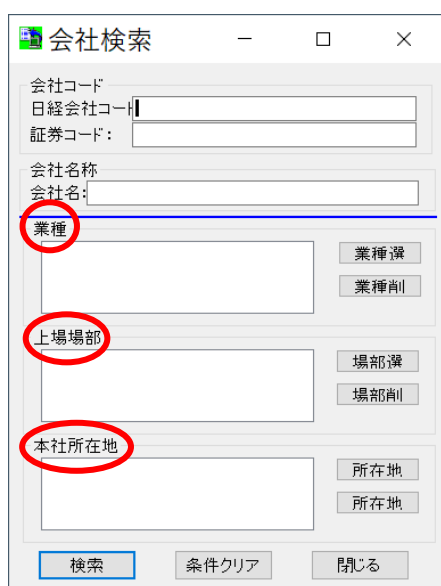 会社検索
会社コード
日経会社コード
証券コード:
会社名称
会社名:
業種
業種選
業種削
上場場部
場部選
場部削
本社所在地
所在地
所在地
検索
条件クリア
閉じる